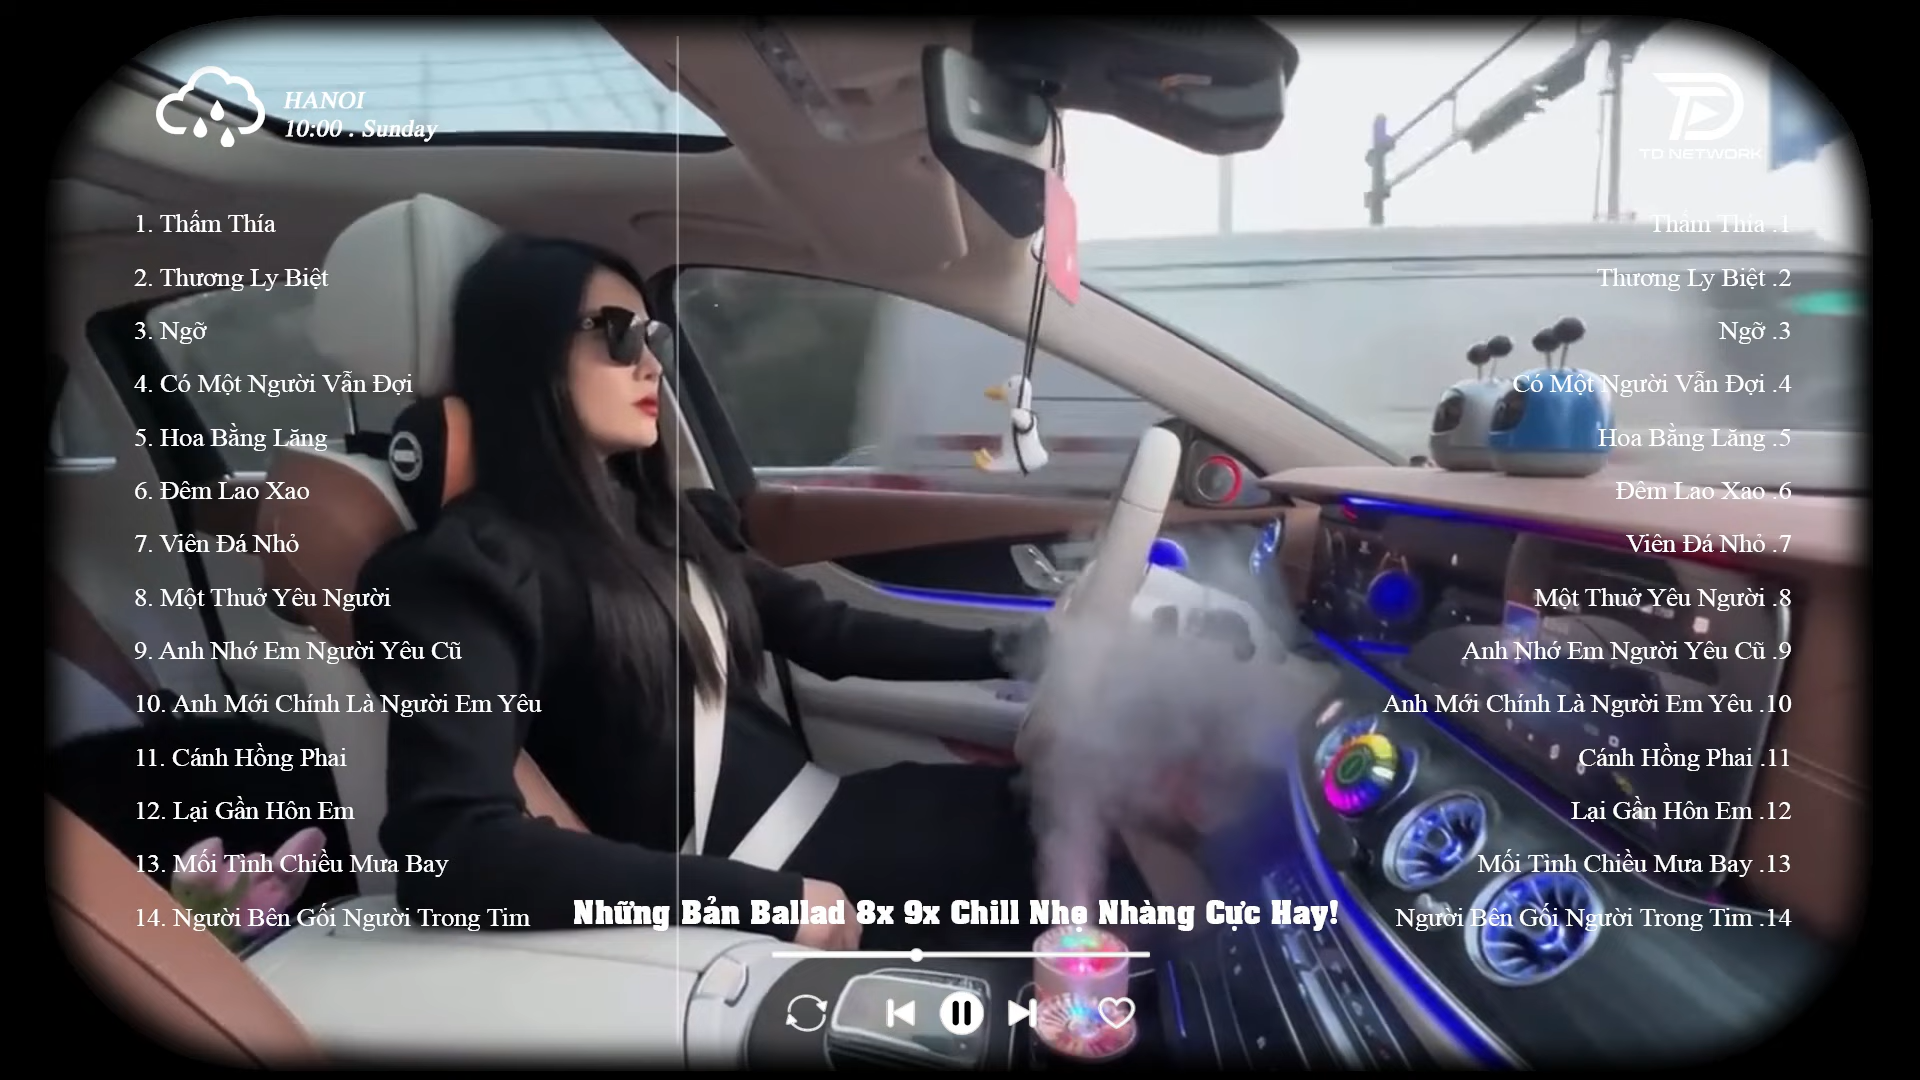 HANOI
10:00 . Sunday
TD NETWORK
1. Thấm Thía
2. Thương Ly Biệt
3. Ngỡ
4. Có Một Người Vẫn Đợi
5. Hoa Bằng Lăng
6. Đêm Lao Xao
7. Viên Đá Nhỏ
8. Một Thuở Yêu Người
9. Anh Nhớ Em Người Yêu Cũ
10. Anh Mới Chính Là Người Em Yêu
11. Cánh Hồng Phai
12. Lại Gần Hôn Em
13. Mối Tình Chiều Mưa Bay
14. Người Bên Gối Người Trong Tim
Thấm Thía .1
Thương Ly Biệt .2
Ngỡ .3
Có Một Người Vẫn Đợi .4
Hoa Bằng Lăng .5
Đêm Lao Xao .6
Viên Đá Nhỏ .7
Một Thuở Yêu Người .8
Anh Nhớ Em Người Yêu Cũ .9
Anh Mới Chính Là Người Em Yêu .10
Cánh Hồng Phai .11
Lại Gần Hôn Em .12
Mối Tình Chiều Mưa Bay .13
Người Bên Gối Người Trong Tim .14
Những Bản Ballad 8x 9x Chill Nhẹ Nhàng Cực Hay!